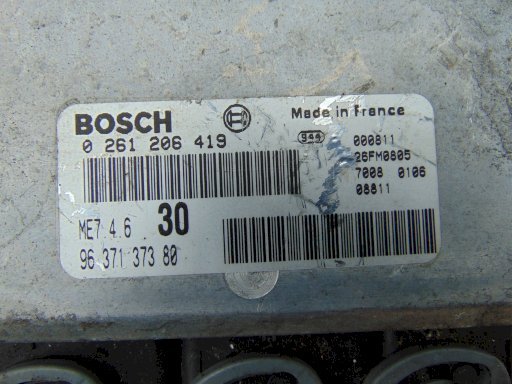 BOSCH Made in France
0 261 206 419 944 000811
26FM0805
7008 0106
08811
ME7 4.6 30
96 371 373 80